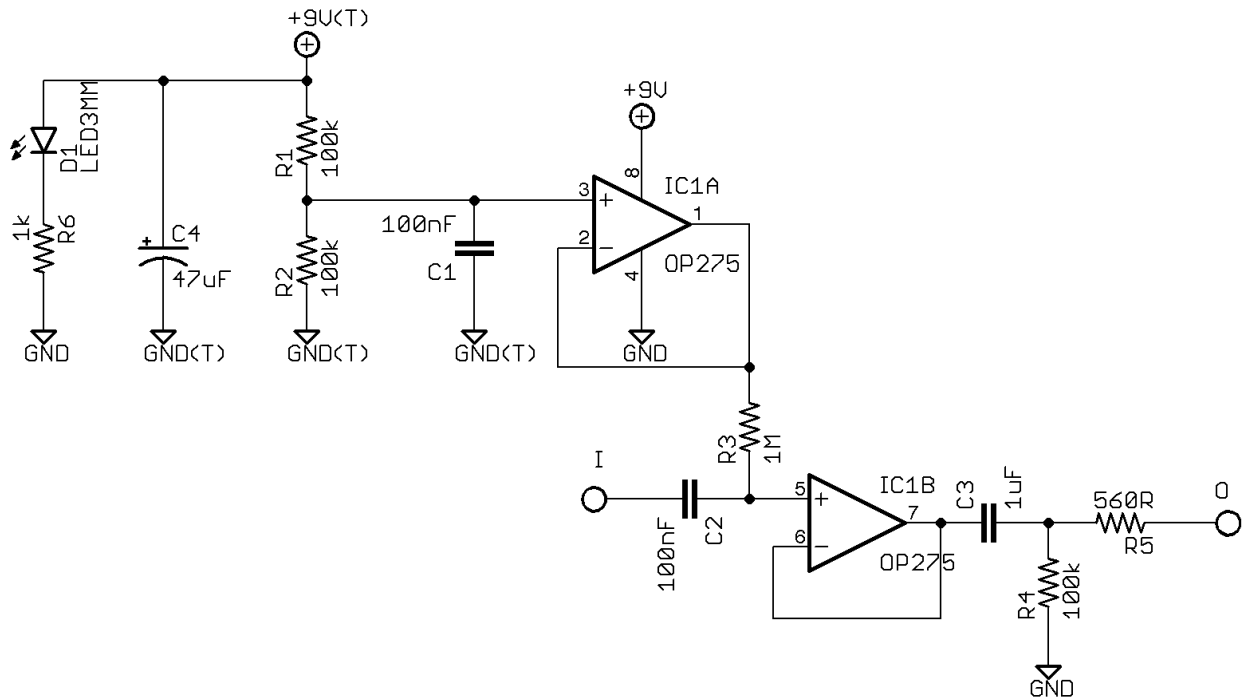 +9V(T)
D1
LED3MM
1k
R6
C4
+
47uF
R1
100k
R2
100k
GND
GND(T)
GND(T)
100nF
C1
GND(T)
+9V
8
IC1A
3
+
1
2
−
4
OP275
GND
R3
1M
I
100nF
C2
5
+
IC1B
7
6
−
OP275
C3
1uF
560R
R5
O
R4
100k
GND